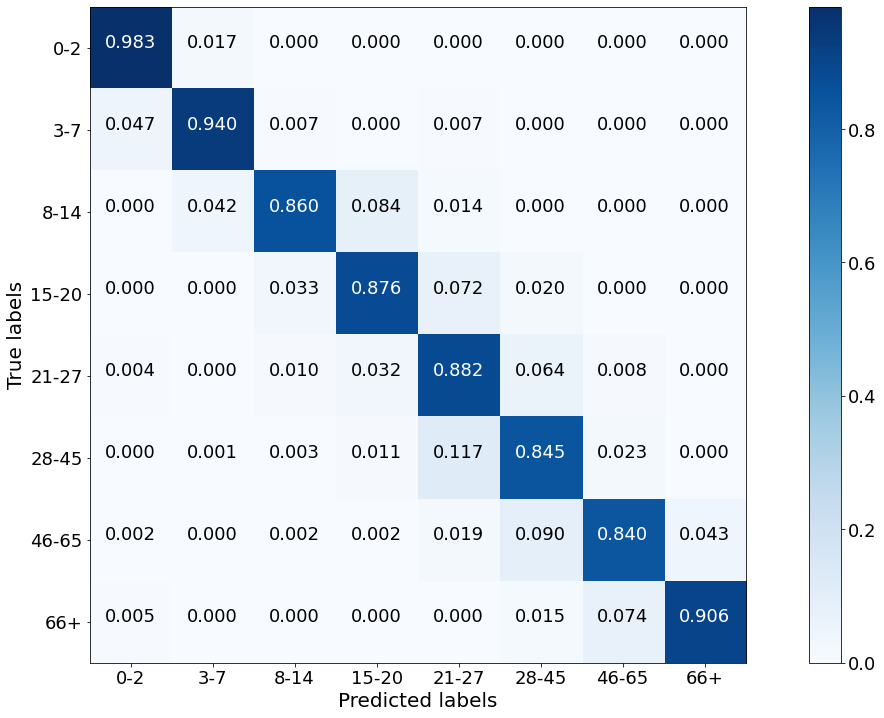 0-2 0.983 0.017 0.000 0.000 0.000 0.000 0.000 0.000
3-7 0.047 0.940 0.007 0.000 0.007 0.000 0.000 0.000
8-14 0.000 0.042 0.860 0.084 0.014 0.000 0.000 0.000
15-20 0.000 0.000 0.033 0.876 0.072 0.020 0.000 0.000
21-27 0.004 0.000 0.010 0.032 0.882 0.064 0.008 0.000
28-45 0.000 0.001 0.003 0.011 0.117 0.845 0.023 0.000
46-65 0.002 0.000 0.002 0.002 0.019 0.090 0.840 0.043
66+ 0.005 0.000 0.000 0.000 0.000 0.015 0.074 0.906
0-2 3-7 8-14 15-20 21-27 28-45 46-65 66+
Predicted labels
True labels
0.8
0.6
0.4
0.2
0.0